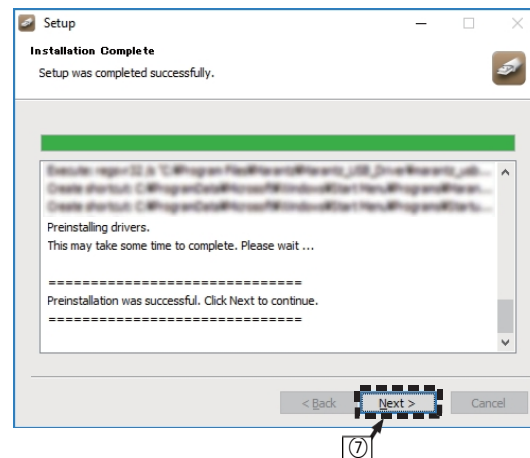 Setup
Installation Complete
Setup was completed successfully.
Preinstalling drivers.
This may take some time to complete. Please wait ...
==============================
Preinstallation was successful. Click Next to continue.
==============================
< Back
Next >
Cancel
⑦